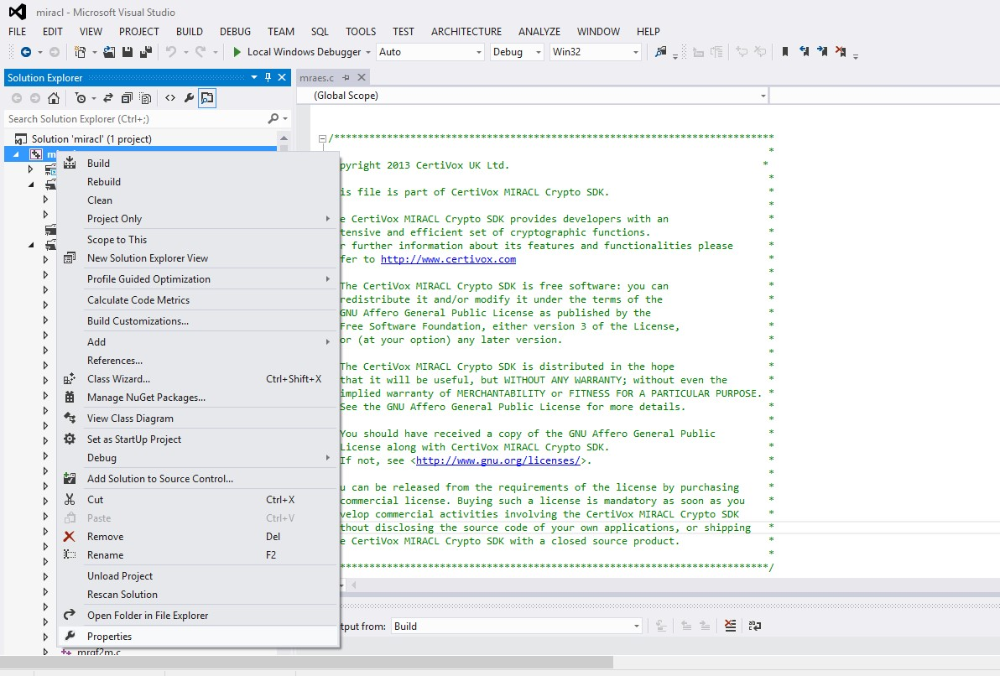 miracl - Microsoft Visual Studio
FILE EDIT VIEW PROJECT BUILD DEBUG TEAM SQL TOOLS TEST ARCHITECTURE ANALYZE WINDOW HELP
Local Windows Debugger Auto Debug Win32
Solution Explorer
Search Solution Explorer (Ctrl+;)
Solution 'miracl' (1 project)
Build
Rebuild
Clean
Project Only
Scope to This
New Solution Explorer View
Profile Guided Optimization
Calculate Code Metrics
Build Customizations...
Add
References...
Class Wizard... Ctrl+Shift+X
Manage NuGet Packages...
View Class Diagram
Set as StartUp Project
Debug
Add Solution to Source Control...
Cut Ctrl+X
Paste Ctrl+V
Remove Del
Rename F2
Unload Project
Rescan Solution
Open Folder in File Explorer
Properties
mrgf2m.c
mraes.c
(Global Scope)
/***************************************************************************
*
pyright 2013 CertiVox UK Ltd. *
*
is file is part of CertiVox MIRACL Crypto SDK. *
*
e CertiVox MIRACL Crypto SDK provides developers with an *
tensive and efficient set of cryptographic functions. *
r further information about its features and functionalities please *
fer to http://www.certivox.com *
*
The CertiVox MIRACL Crypto SDK is free software: you can *
redistribute it and/or modify it under the terms of the *
GNU Affero General Public License as published by the *
Free Software Foundation, either version 3 of the License, *
or (at your option) any later version. *
*
The CertiVox MIRACL Crypto SDK is distributed in the hope *
that it will be useful, but WITHOUT ANY WARRANTY; without even the *
implied warranty of MERCHANTABILITY or FITNESS FOR A PARTICULAR PURPOSE. *
See the GNU Affero General Public License for more details. *
*
You should have received a copy of the GNU Affero General Public *
License along with CertiVox MIRACL Crypto SDK. *
If not, see <http://www.gnu.org/licenses/>. *
*
u can be released from the requirements of the license by purchasing *
commercial license. Buying such a license is mandatory as soon as you *
velop commercial activities involving the CertiVox MIRACL Crypto SDK *
thout disclosing the source code of your own applications, or shipping *
e CertiVox MIRACL Crypto SDK with a closed source product. *
*
*************************************************************************/
tput from: Build